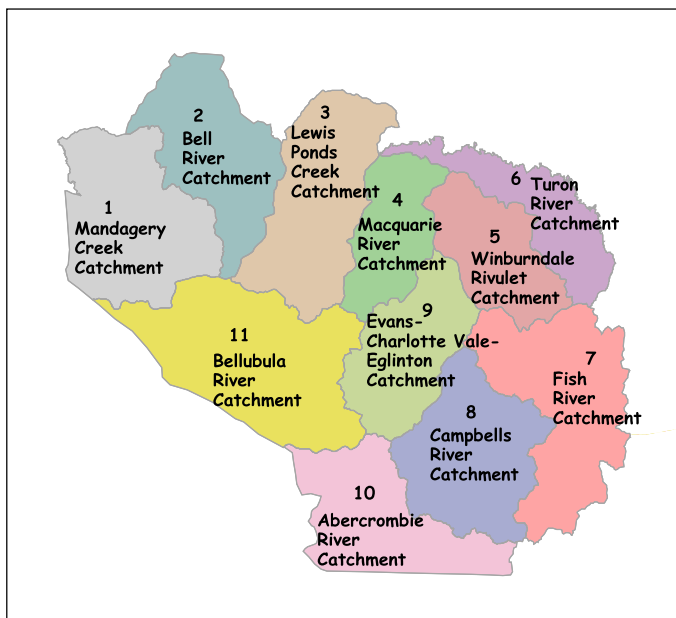 1
Mandagery
Creek
Catchment
2
Bell
River
Catchment
3
Lewis
Ponds
Creek
Catchment
4
Macquarie
River
Catchment
5
Winburndale
Rivulet
Catchment
6
Turon
River
Catchment
7
Fish
River
Catchment
8
Campbells
River
Catchment
9
Evans-
Charlotte Vale-
Eglinton
Catchment
10
Abercrombie
River
Catchment
11
Bellubula
River
Catchment